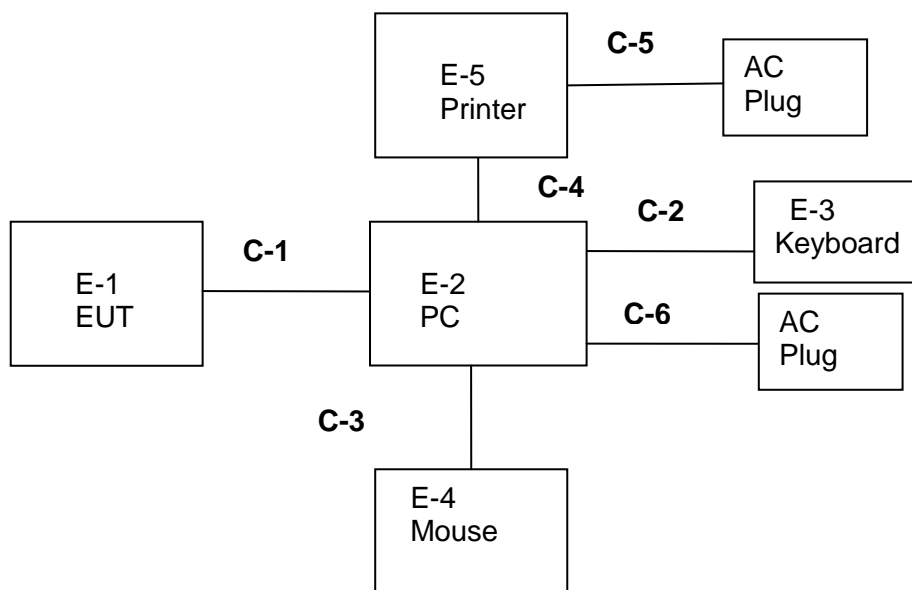 C-5
E-5
Printer
AC
Plug
C-4
C-2
E-3
Keyboard
C-1
E-1
EUT
E-2
PC
C-6
AC
Plug
C-3
E-4
Mouse